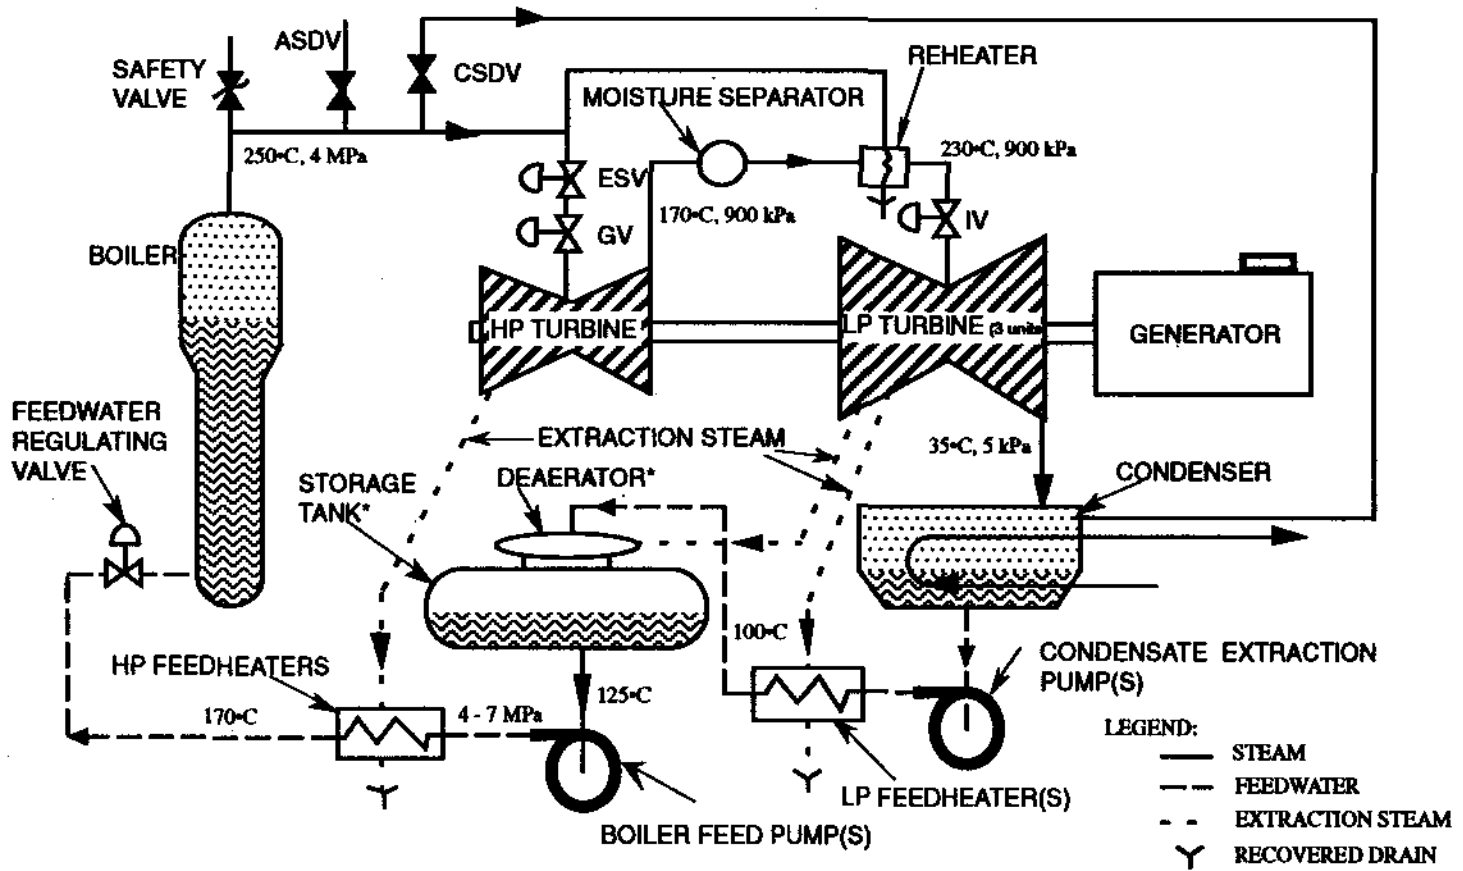 ASDV
SAFETY
VALVE
CSDV
REHEATER
MOISTURE SEPARATOR
250•C, 4 MPa
230•C, 900 kPa
ESV
170•C, 900 kPa
GV
IV
BOILER
HP TURBINE
LP TURBINE (3 units
GENERATOR
FEEDWATER
REGULATING
VALVE
EXTRACTION STEAM
35•C, 5 kPa
CONDENSER
STORAGE
TANK*
DEAERATOR*
100•C
HP FEEDHEATERS
CONDENSATE EXTRACTION
PUMP(S)
125•C
170•C
4 - 7 MPa
LEGEND:
STEAM
FEEDWATER
EXTRACTION STEAM
RECOVERED DRAIN
LP FEEDHEATER(S)
BOILER FEED PUMP(S)